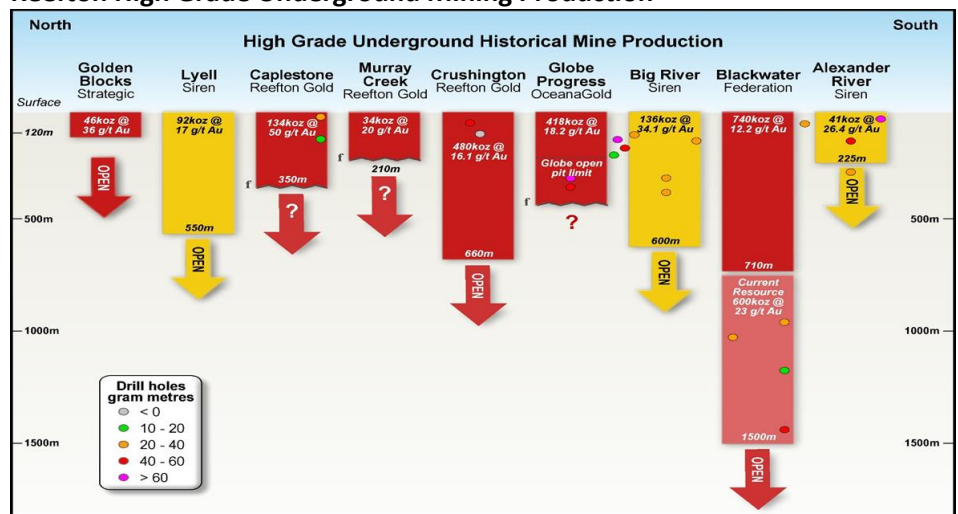 Reefton High Grade Underground Mining Production
North
South
High Grade Underground Historical Mine Production
Golden
Blocks
Strategic
Lyell
Siren
Caplestone
Reefton Gold
Murray
Creek
Reefton Gold
Crushington
Reefton Gold
Globe
Progress
OceanaGold
Big River
Siren
Blackwater
Federation
Alexander
River
Siren
Surface
120m
500m
1000m
1500m
46koz @
36 g/t Au
OPEN
92koz @
17 g/t Au
550m
OPEN
134koz @
50 g/t Au
350m
f
?
34koz @
20 g/t Au
210m
f
?
480koz @
16.1 g/t Au
660m
OPEN
418koz @
18.2 g/t Au
Globe open
pit limit
f
?
136koz @
34.1 g/t Au
600m
OPEN
740koz @
12.2 g/t Au
710m
Current
Resource
600koz @
23 g/t Au
1500m
OPEN
41koz @
26.4 g/t Au
225m
OPEN
500m
1000m
1500m
Drill holes
gram metres
< 0
10 - 20
20 - 40
40 - 60
> 60